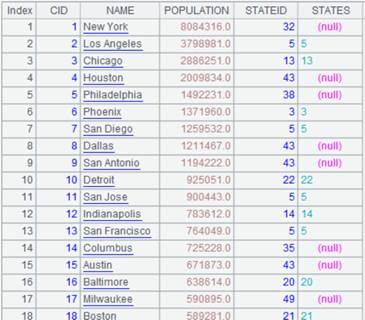 Index CID NAME POPULATION STATEID STATES
1 1 New York 8084316.0 32 (null)
2 2 Los Angeles 3798981.0 5 5
3 3 Chicago 2886251.0 13 13
4 4 Houston 2009834.0 43 (null)
5 5 Philadelphia 1492231.0 38 (null)
6 6 Phoenix 1371960.0 3 3
7 7 San Diego 1259532.0 5 5
8 8 Dallas 1211467.0 43 (null)
9 9 San Antonio 1194222.0 43 (null)
10 10 Detroit 925051.0 22 22
11 11 San Jose 900443.0 5 5
12 12 Indianapolis 783612.0 14 14
13 13 San Francisco 764049.0 5 5
14 14 Columbus 725228.0 35 (null)
15 15 Austin 671873.0 43 (null)
16 16 Baltimore 638614.0 20 20
17 17 Milwaukee 590895.0 49 (null)
18 18 Boston 589281.0 21 21